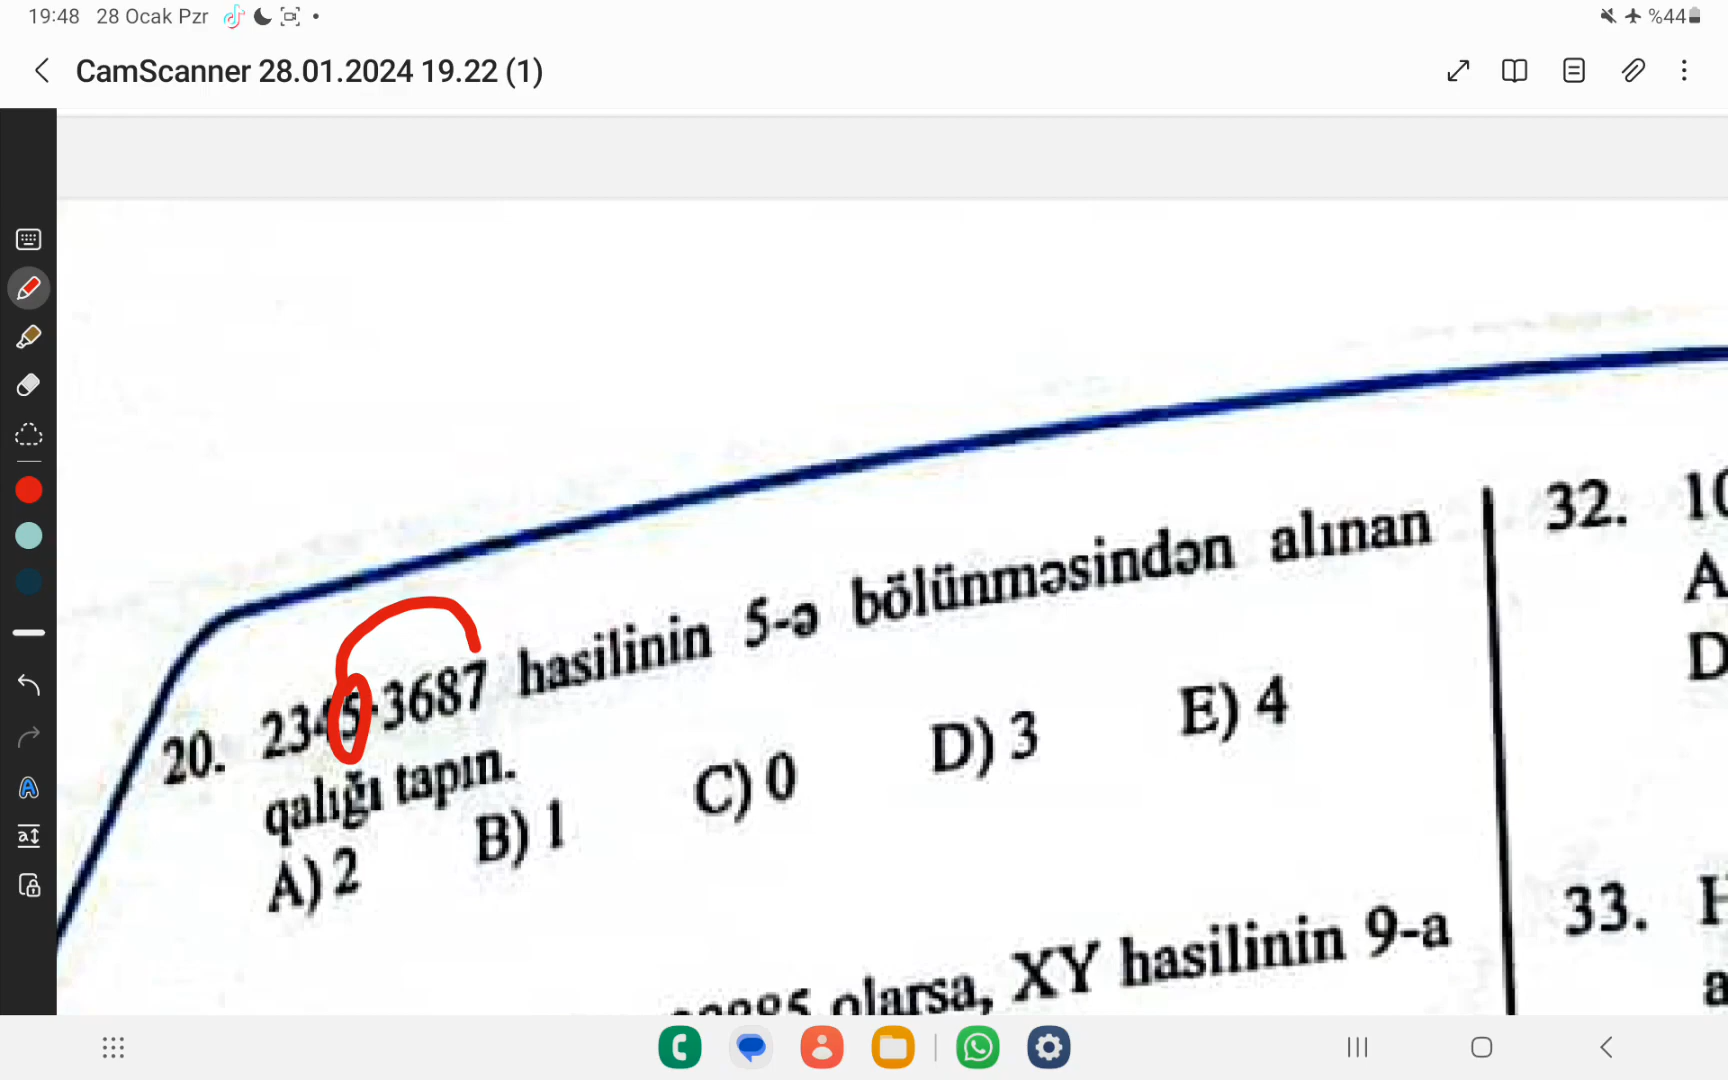 19:48 28 Ocak Pzr
%44
CamScanner 28.01.2024 19.22 (1)
20. 2345·3687 hasilinin 5-ə bölünməsindən alınan
qalığı tapın.
A) 2 B) 1 C) 0 D) 3 E) 4
olarsa, XY hasilinin 9-a
32. 10
A
D
33. H
a